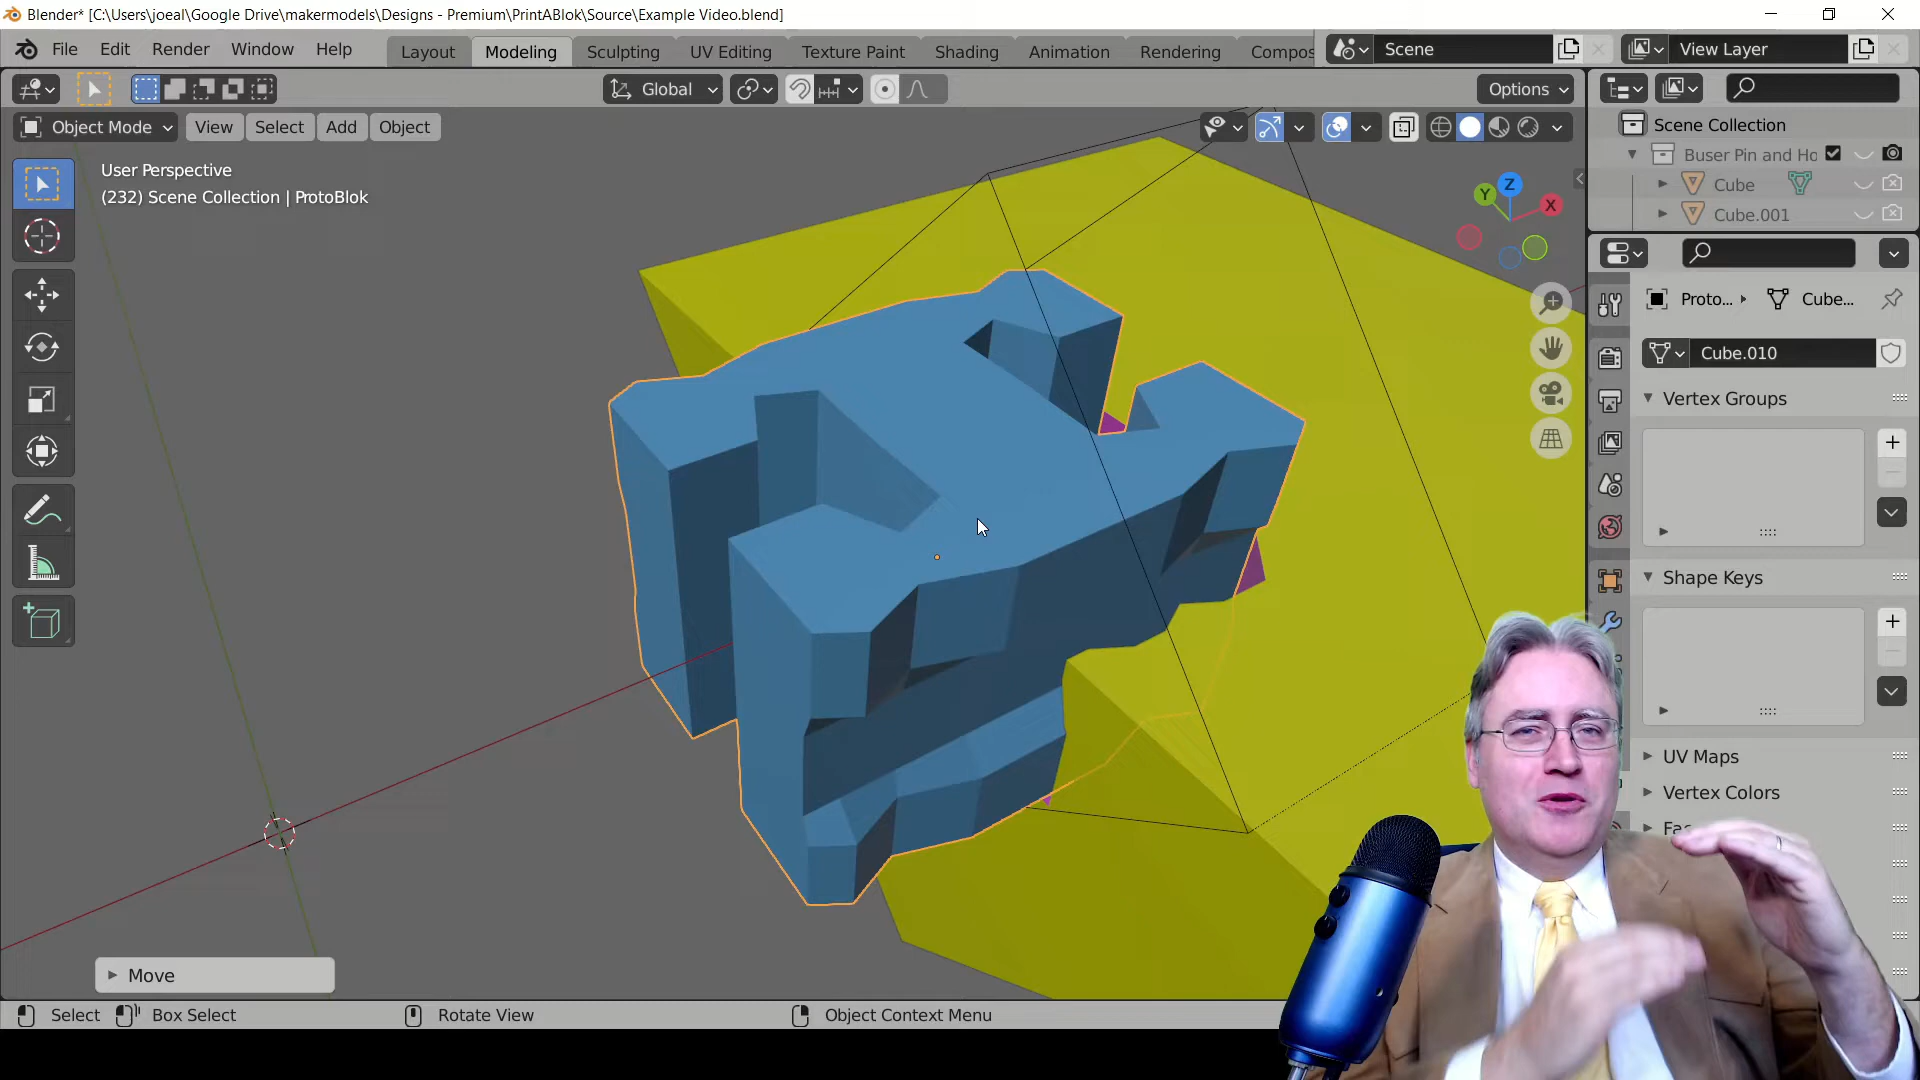 Blender* [C:\Users\joeal\Google Drive\makermodels\Designs - Premium\PrintABlok\Source\Example Video.blend]
File Edit Render Window Help Layout Modeling Sculpting UV Editing Texture Paint Shading Animation Rendering Compos Scene View Layer
Global Options
Object Mode View Select Add Object
Scene Collection
User Perspective
(232) Scene Collection | ProtoBlok
Buser Pin and Ho
Cube
Cube.001
Z
Y
X
Proto... Cube...
Cube.010
Vertex Groups
Shape Keys
UV Maps
Vertex Colors
Fac
Move
Select Box Select Rotate View Object Context Menu